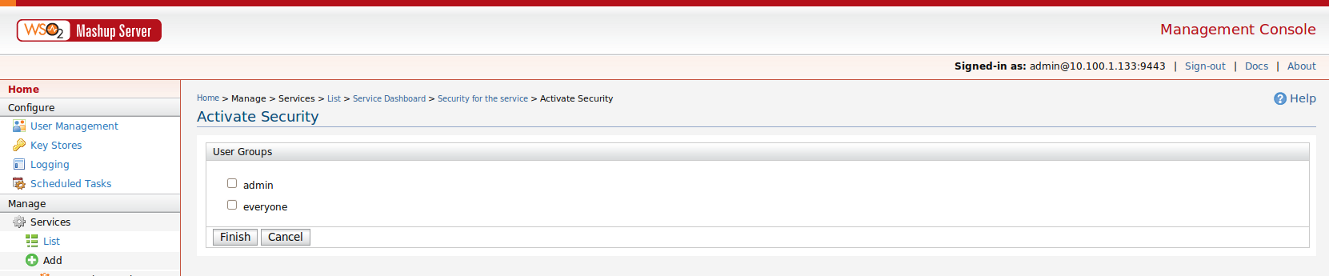 WSO2 Mashup Server
Management Console
Signed-in as: admin@10.100.1.133:9443 | Sign-out | Docs | About
Home
Configure
User Management
Key Stores
Logging
Scheduled Tasks
Manage
Services
List
Add
Home > Manage > Services > List > Service Dashboard > Security for the service > Activate Security
Help
Activate Security
User Groups
admin
everyone
Finish Cancel